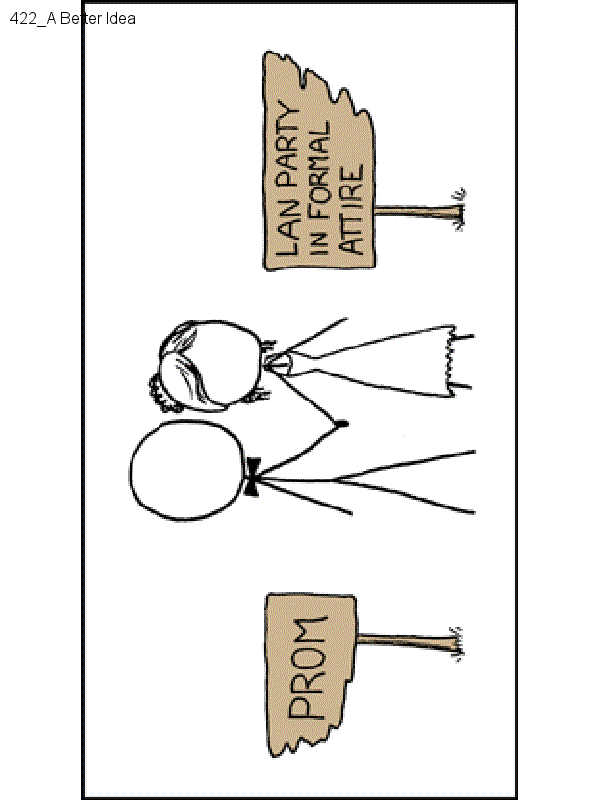 422_A Better Idea
PROM
LAN PARTY
IN FORMAL
ATTIRE